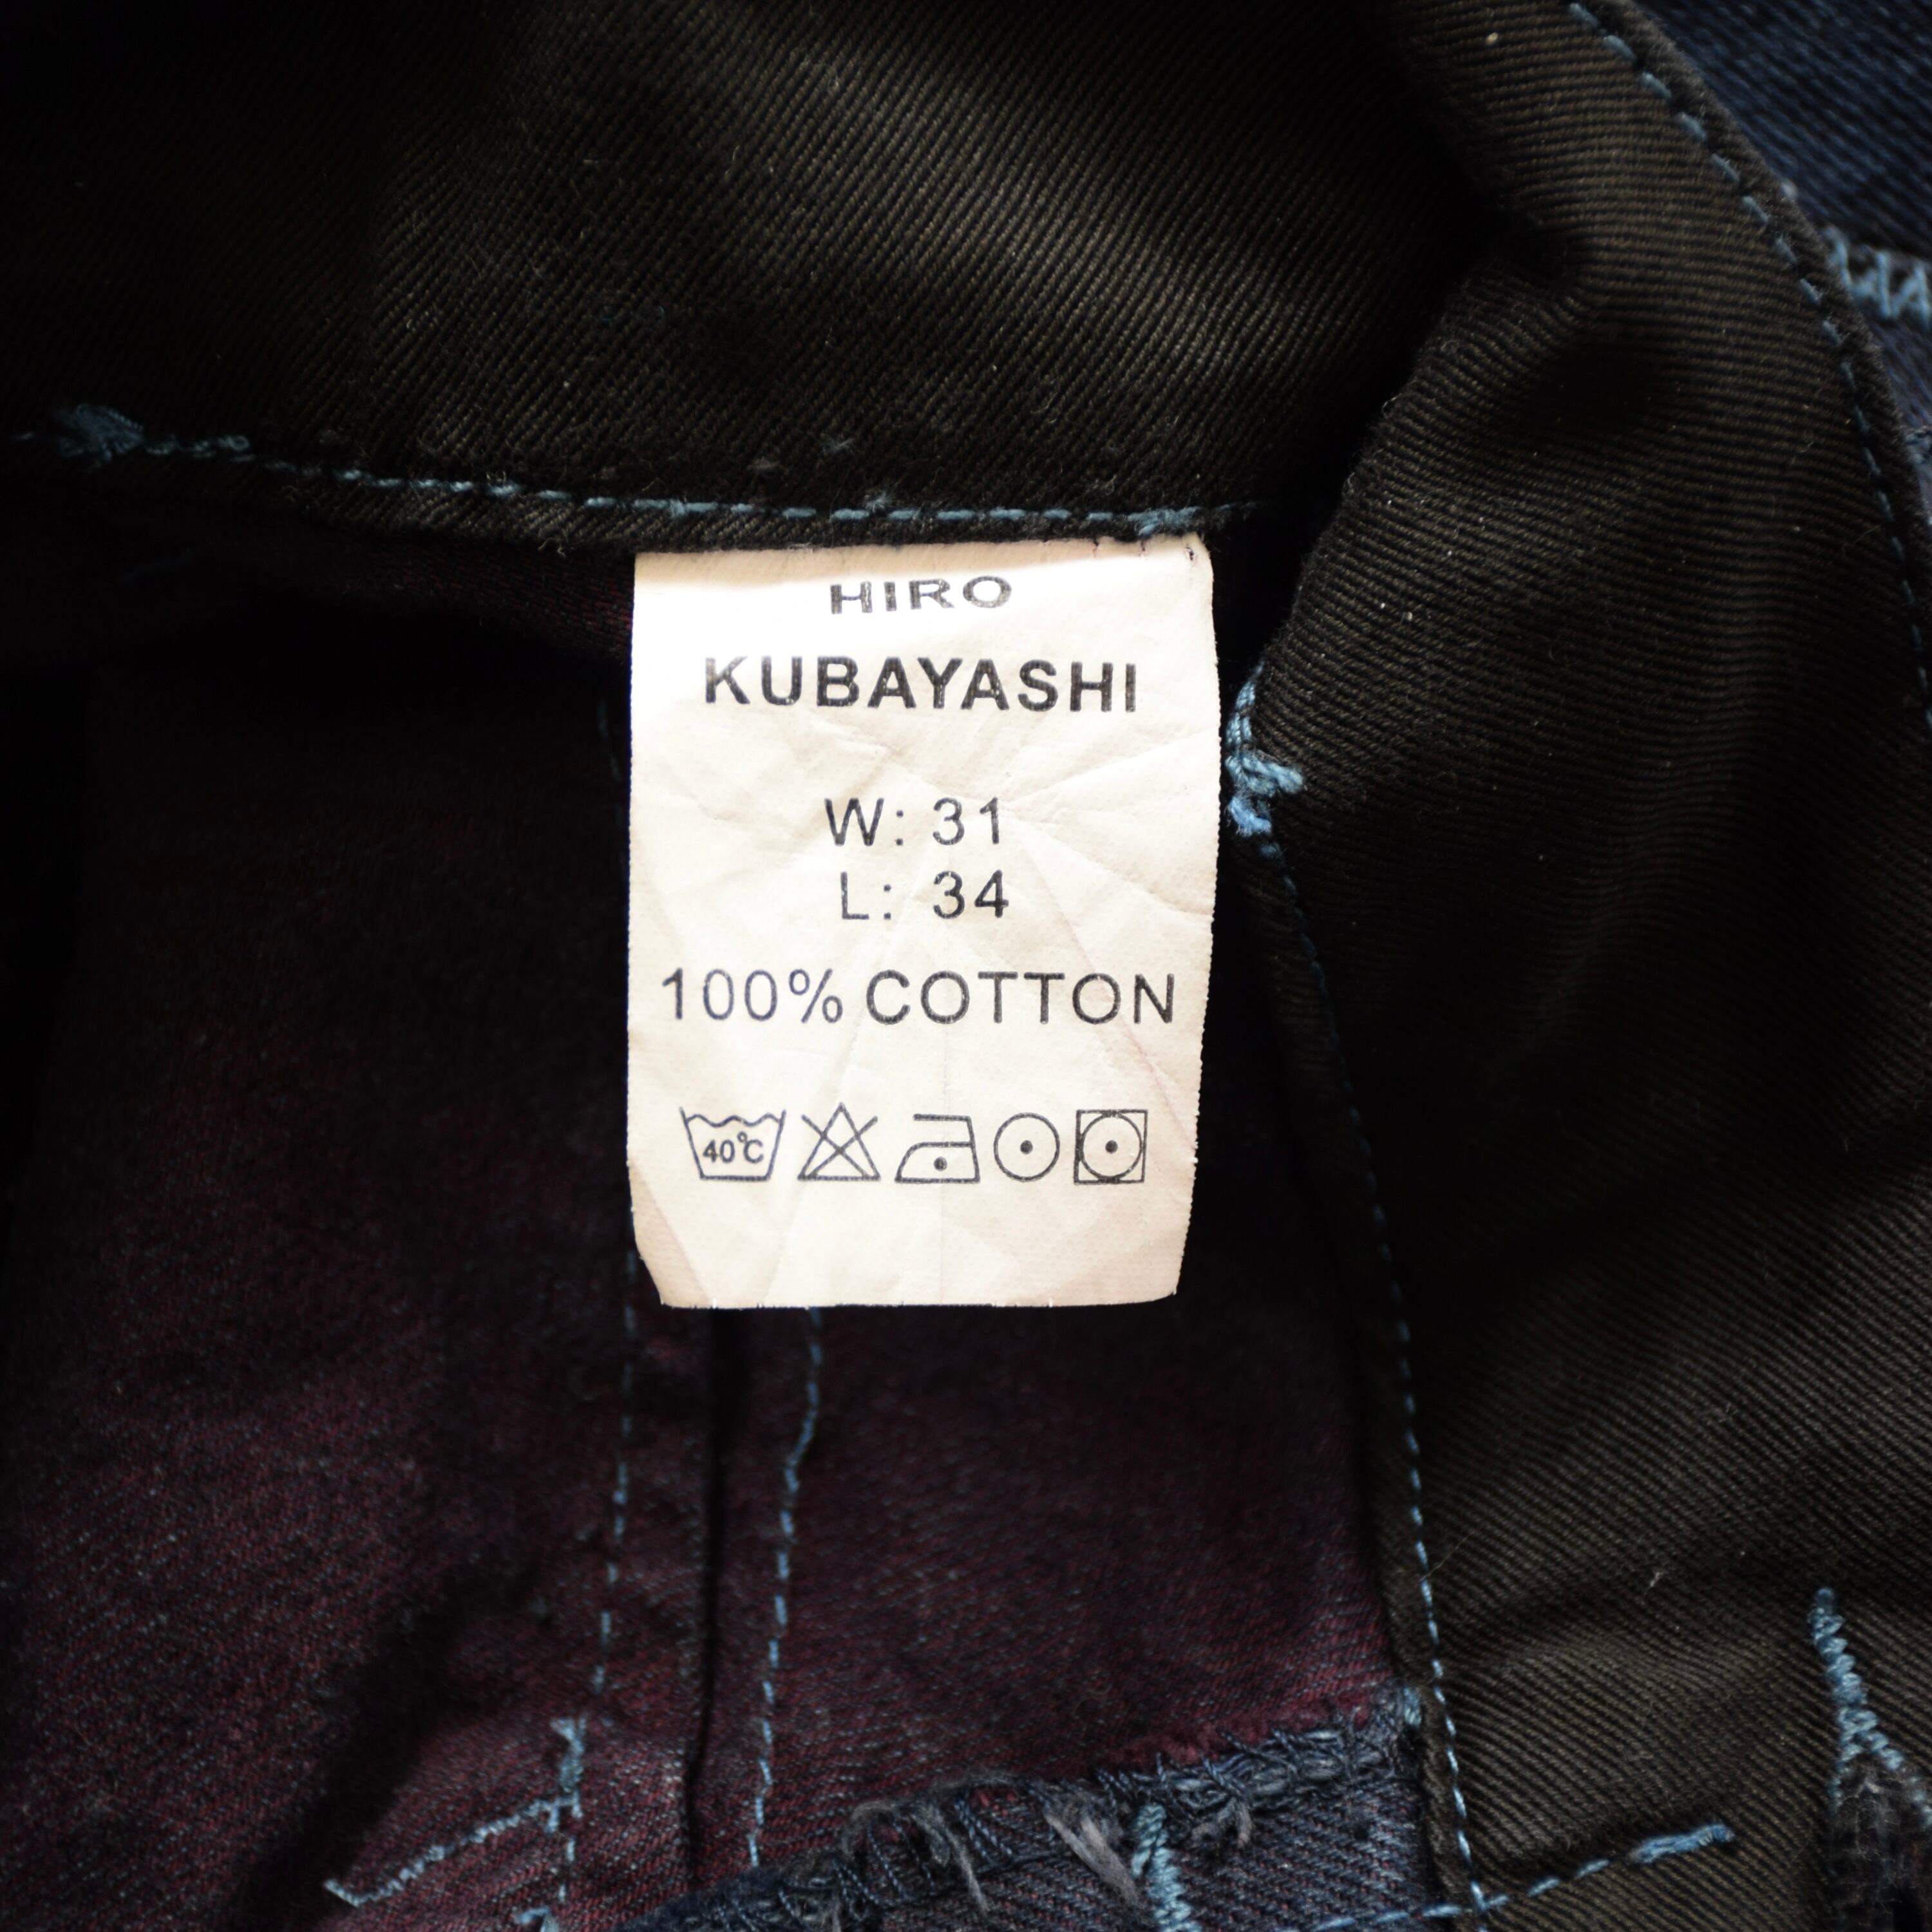 HIRO
KUBAYASHI
W: 31
L: 34
100% COTTON
40°C